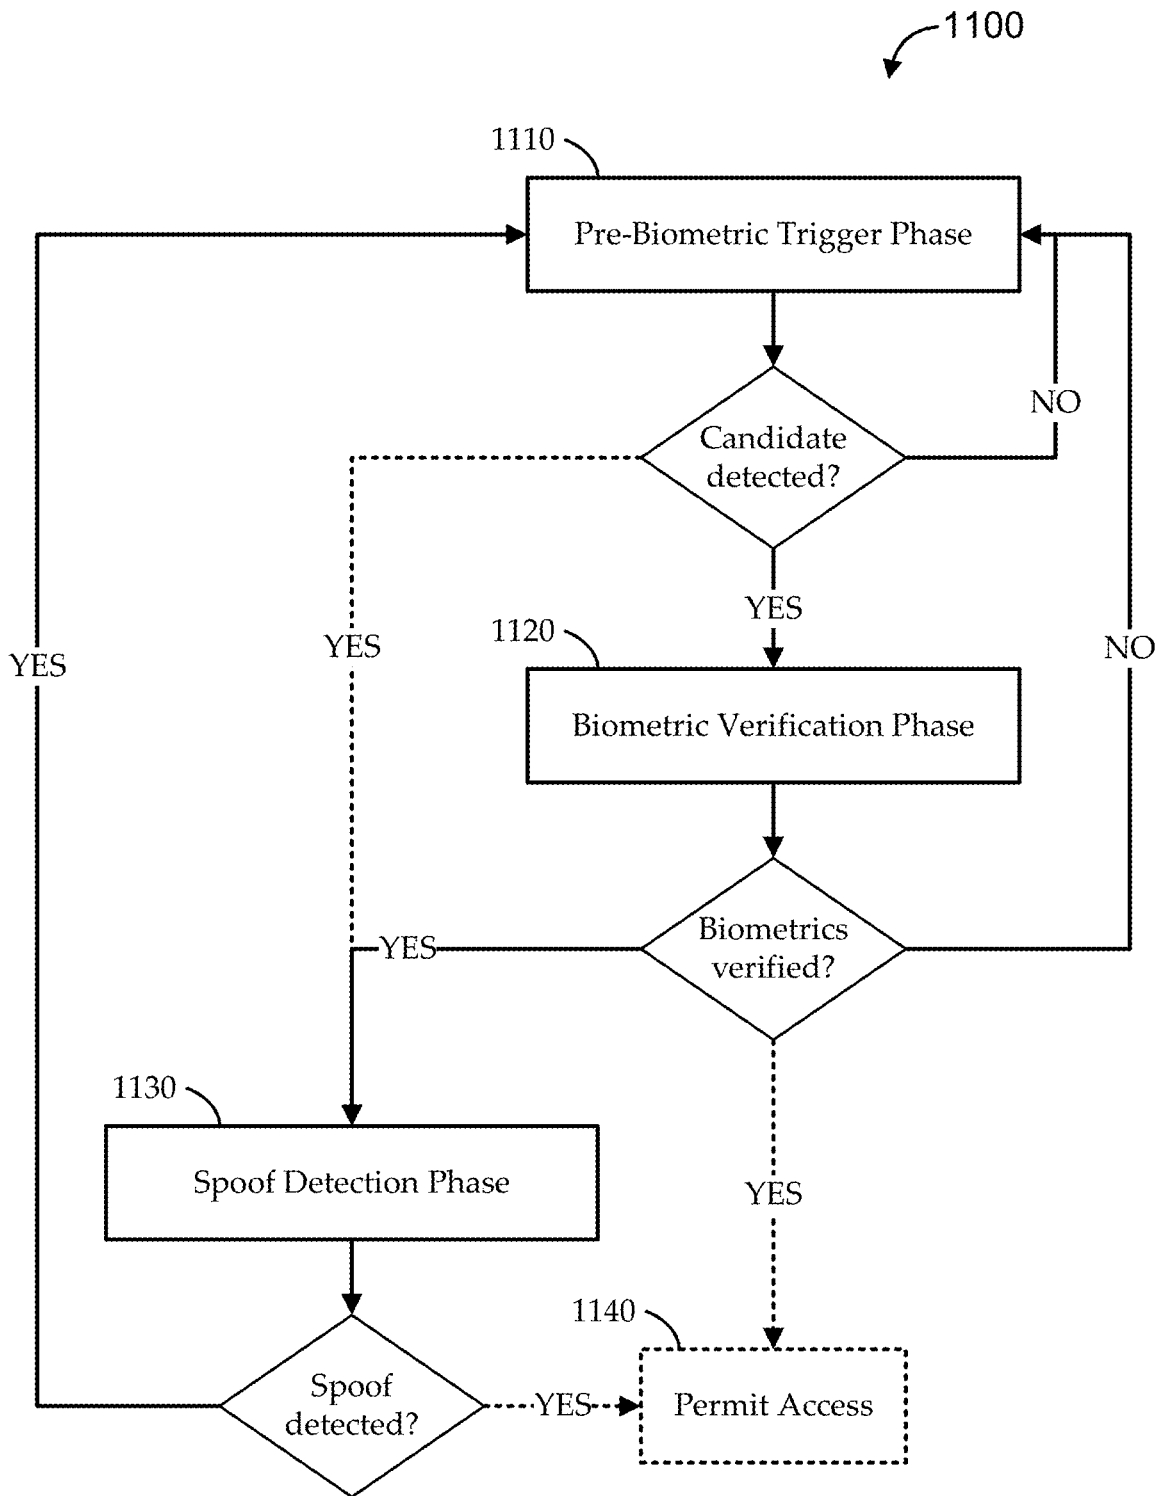 1100
1110
Pre-Biometric Trigger Phase
NO
Candidate
detected?
YES
1120
YES
YES
NO
Biometric Verification Phase
Biometrics
verified?
YES
1130
Spoof Detection Phase
YES
1140
Spoof
detected?
YES
Permit Access